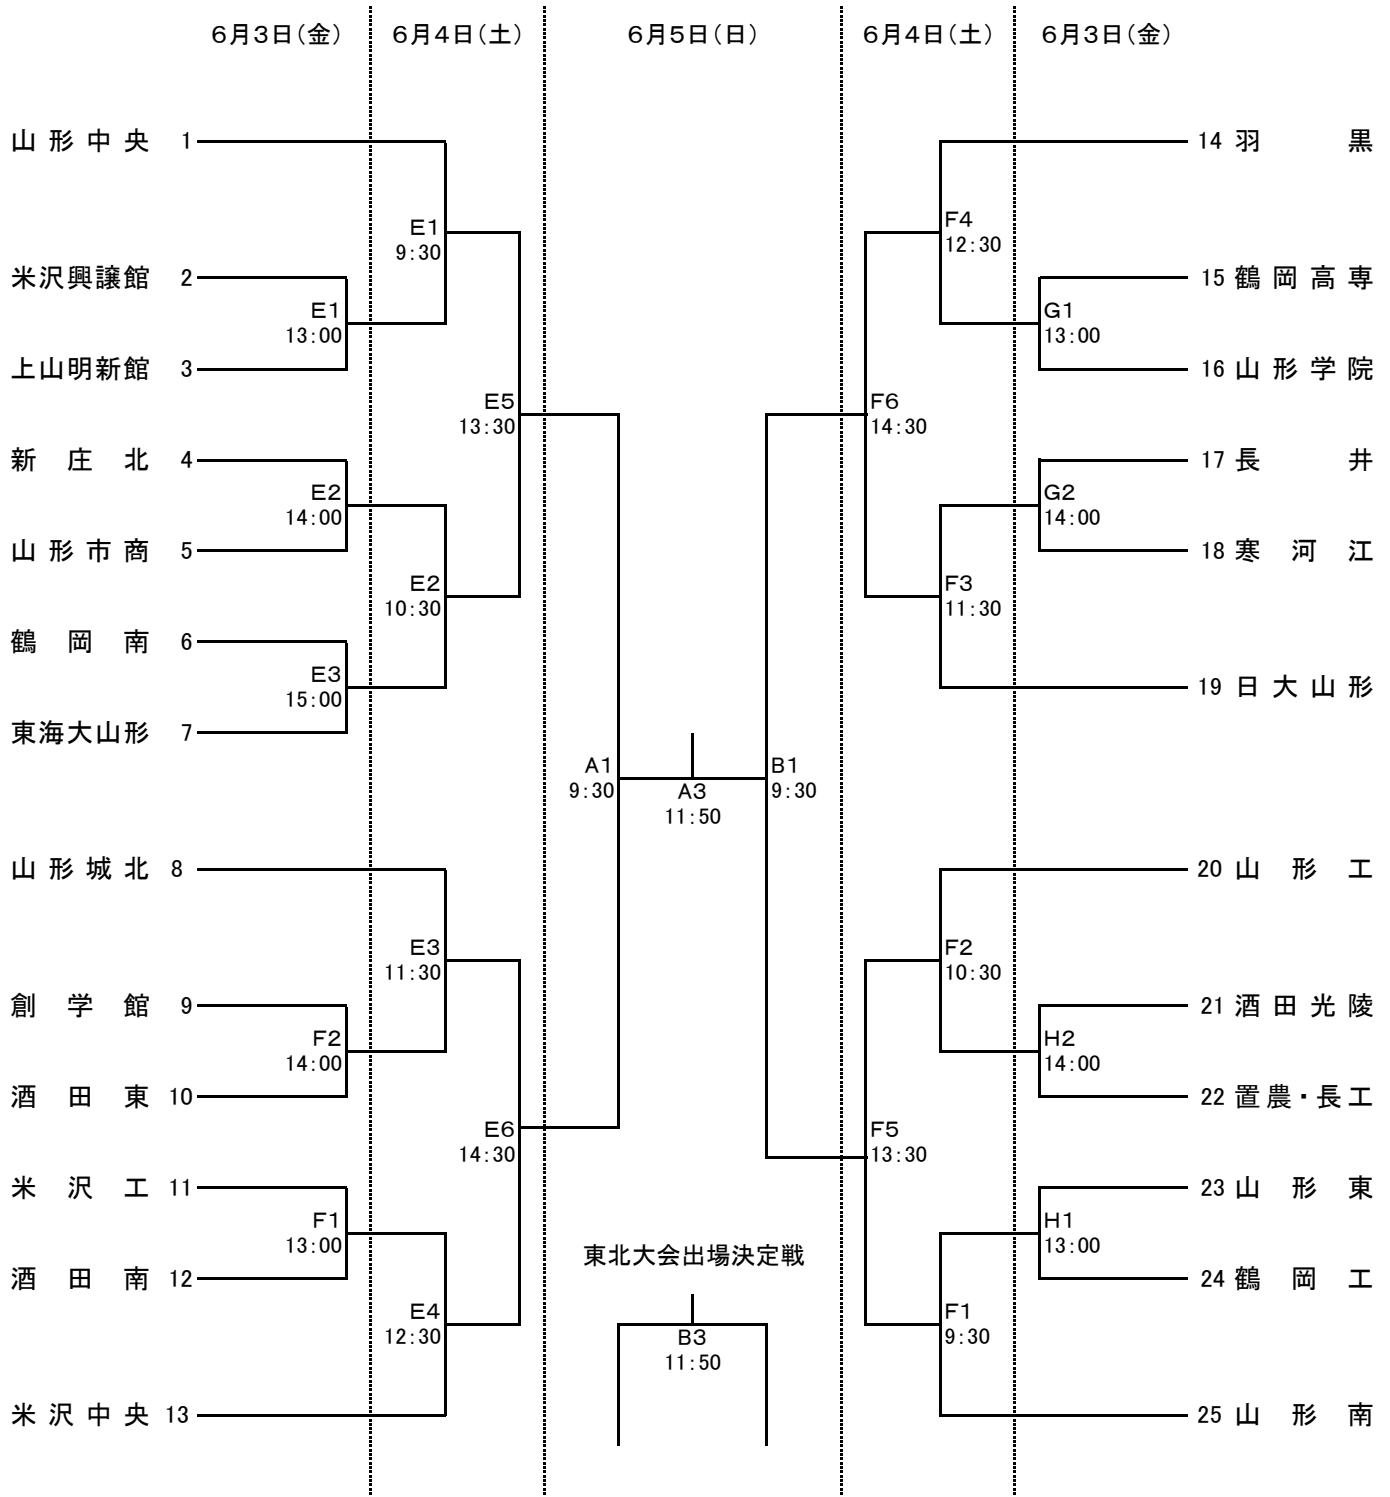 6月3日(金) 6月4日(土) 6月5日(日) 6月4日(土) 6月3日(金)
山形中央 1
E1
9:30
米沢興譲館 2
E1
13:00
上山明新館 3
E5
13:30
新庄北 4
E2
14:00
山形市商 5
E2
10:30
鶴岡南 6
E3
15:00
東海大山形 7
A1
9:30
山形城北 8
E3
11:30
創学館 9
F2
14:00
酒田東 10
E6
14:30
米沢工 11
F1
13:00
酒田南 12
E4
12:30
米沢中央 13
A3
11:50
東北大会出場決定戦
B3
11:50
14 羽黒
F4
12:30
15 鶴岡高専
G1
13:00
16 山形学院
F6
14:30
17 長井
G2
14:00
18 寒河江
F3
11:30
19 日大山形
B1
9:30
20 山形工
F2
10:30
21 酒田光陵
H2
14:00
22 置農・長工
F5
13:30
23 山形東
H1
13:00
24 鶴岡工
F1
9:30
25 山形南